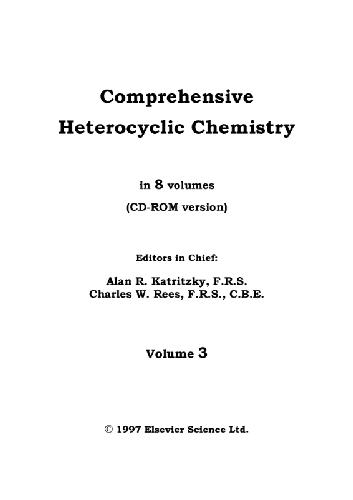 Comprehensive
Heterocyclic Chemistry
in 8 volumes
(CD-ROM version)
Editors in Chief:
Alan R. Katritzky, F.R.S.
Charles W. Rees, F.R.S., C.B.E.
Volume 3
© 1997 Elsevier Science Ltd.